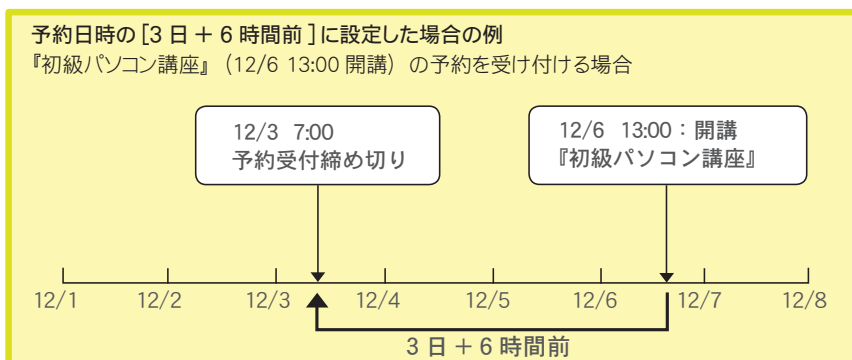 予約日時の [3 日 + 6 時間前 ] に設定した場合の例
『初級パソコン講座』（12/6 13:00 開講）の予約を受け付ける場合
12/3 7:00
予約受付締め切り
12/6 13:00：開講
『初級パソコン講座』
12/1 12/2 12/3 12/4 12/5 12/6 12/7 12/8
3 日 + 6 時間前